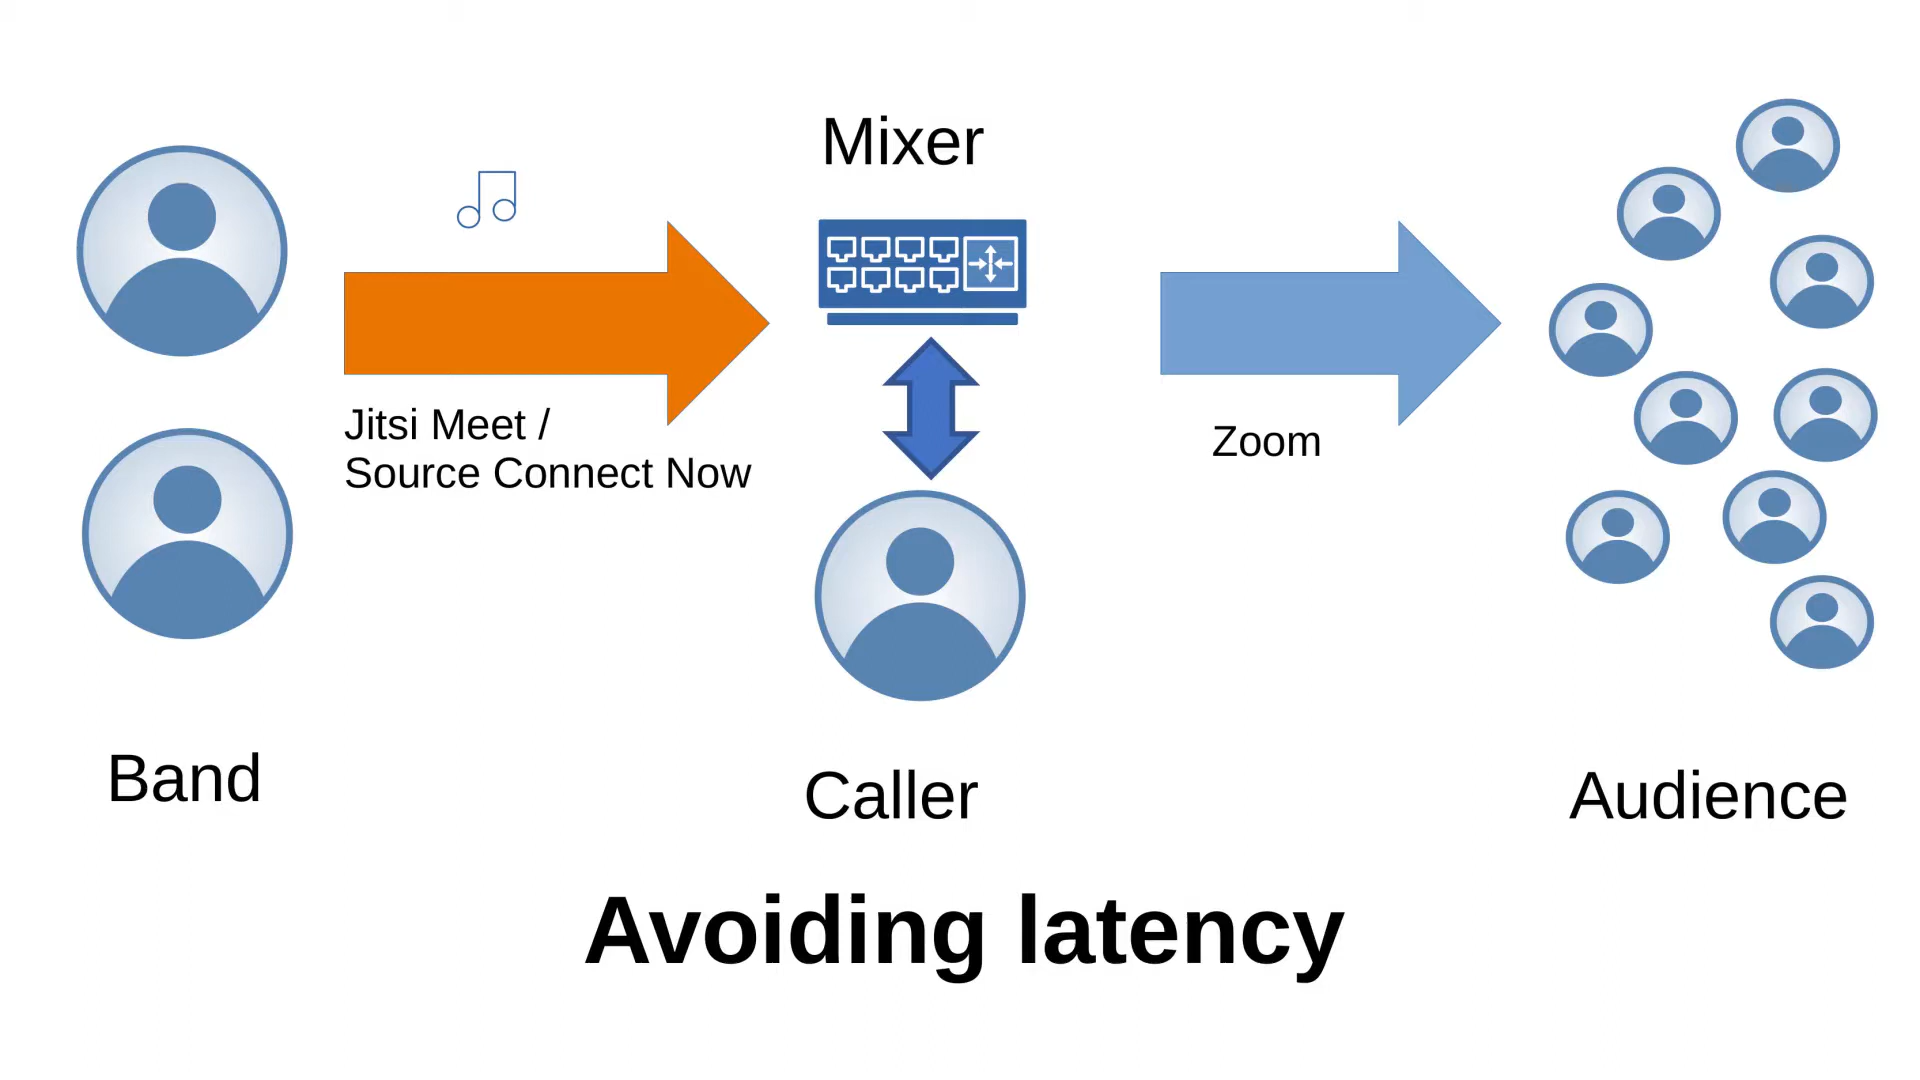 Mixer
Jitsi Meet /
Source Connect Now
Zoom
Band
Caller
Audience
Avoiding latency